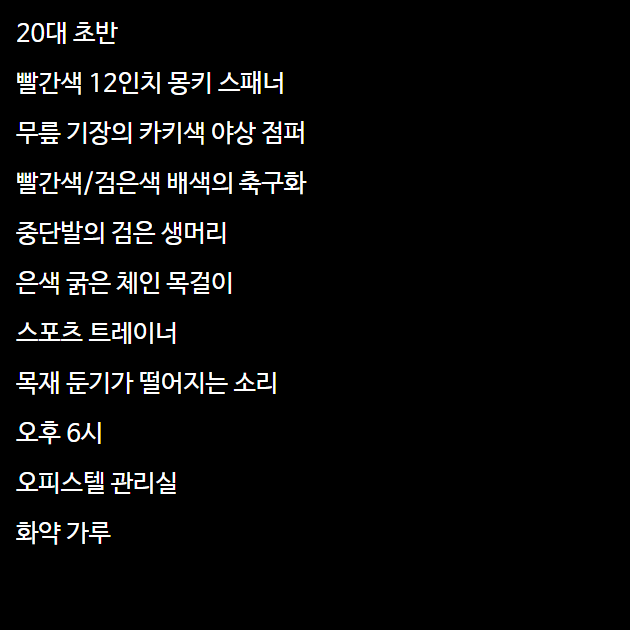 20대 초반
빨간색 12인치 몽키 스패너
무릎 기장의 카키색 야상 점퍼
빨간색/검은색 배색의 축구화
중단발의 검은 생머리
은색 굵은 체인 목걸이
스포츠 트레이너
목재 둔기가 떨어지는 소리
오후 6시
오피스텔 관리실
화약 가루